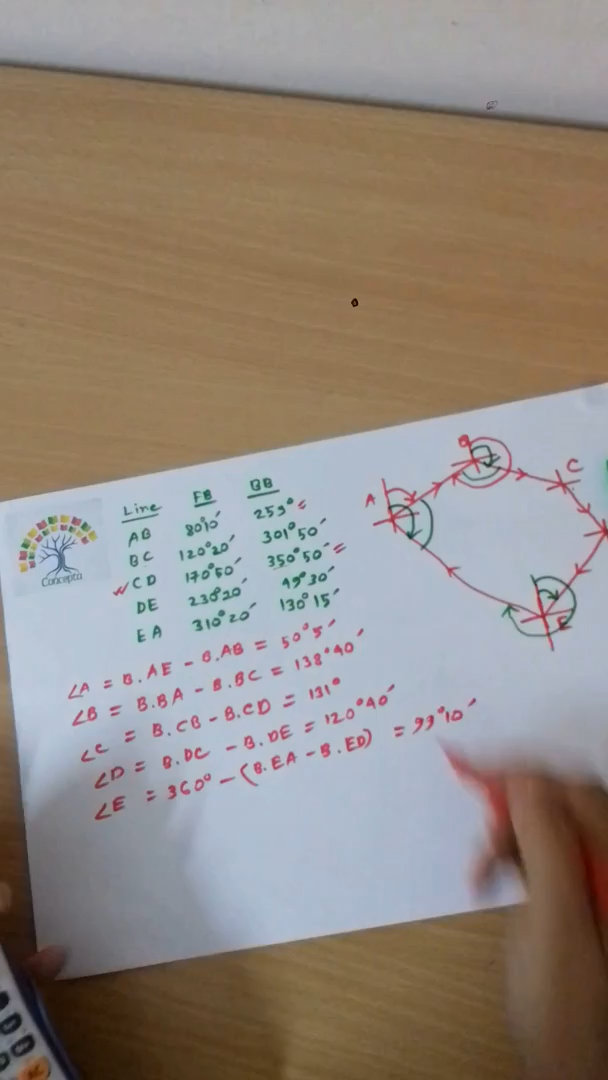 Line FB BB
AB 80°10′ 259°
BC 120°20′ 301°50′
CD 170°50′ 350°50′
DE 230°20′ 49°30′
EA 310°20′ 130°15′
Concepta
∠A = B.AE - B.AB = 50°5′
∠B = B.BA - B.BC = 138°40′
∠C = B.CB - B.CD = 131°
∠D = B.DC - B.DE = 120°40′
∠E = 360° - (B.EA - B.ED) = 99°10′
A
B
C
E